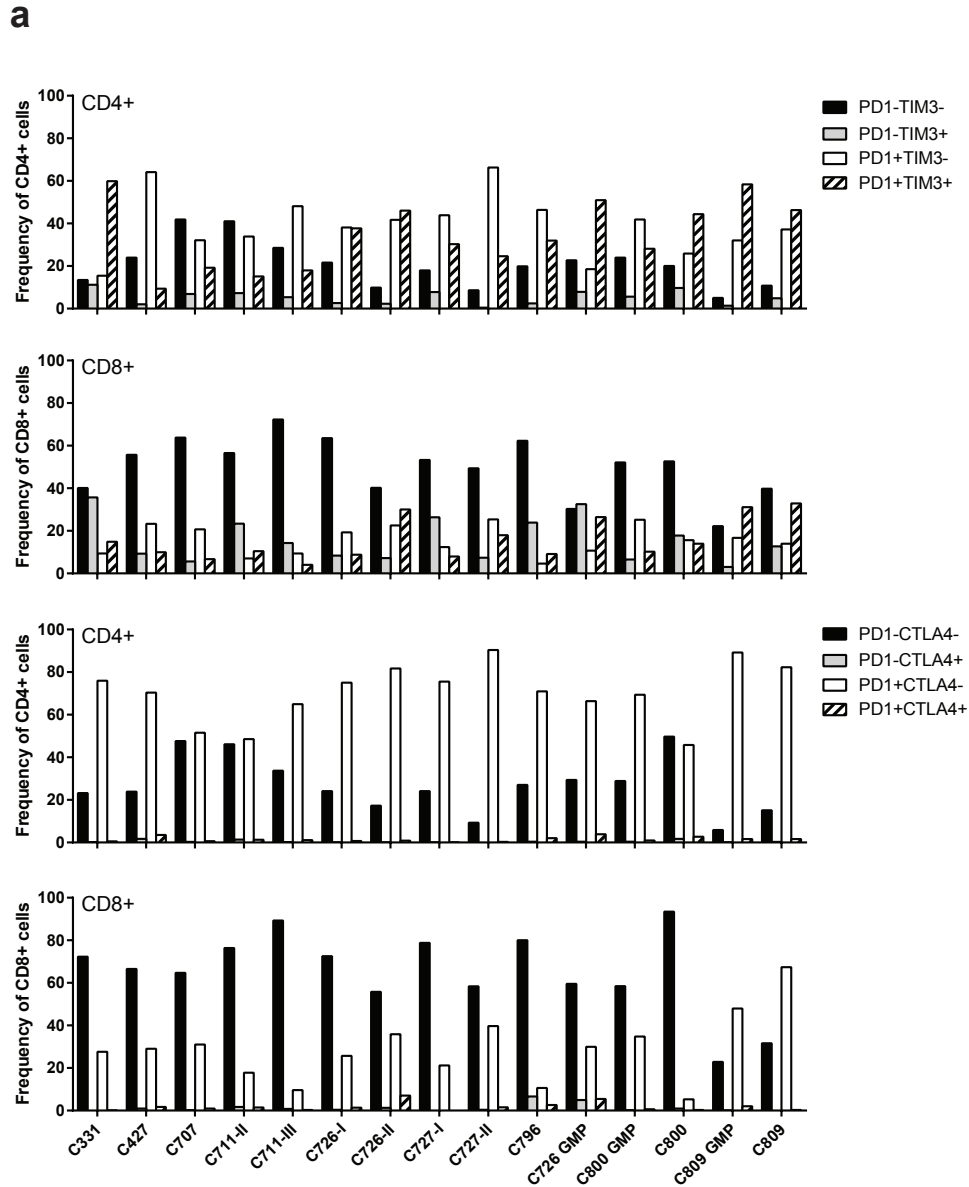 a
CD4+
Frequency of CD4+ cells
100
80
60
40
20
0
PD1-TIM3-
PD1-TIM3+
PD1+TIM3-
PD1+TIM3+
CD8+
Frequency of CD8+ cells
100
80
60
40
20
0
CD4+
Frequency of CD4+ cells
100
80
60
40
20
0
PD1-CTLA4-
PD1-CTLA4+
PD1+CTLA4-
PD1+CTLA4+
CD8+
Frequency of CD8+ cells
100
80
60
40
20
0
C331
C427
C707
C711-II
C711-III
C726-I
C726-II
C727-I
C727-II
C796
C726 GMP
C800 GMP
C800
C809 GMP
C809